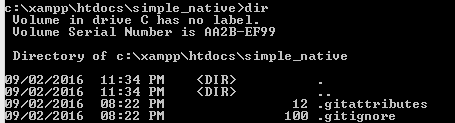 c:\xampp\htdocs\simple_native>dir
Volume in drive C has no label.
Volume Serial Number is AA2B-EF99
Directory of c:\xampp\htdocs\simple_native
09/02/2016 11:34 PM <DIR> .
09/02/2016 11:34 PM <DIR> ..
09/02/2016 08:22 PM 12 .gitattributes
09/02/2016 08:22 PM 100 .gitignore